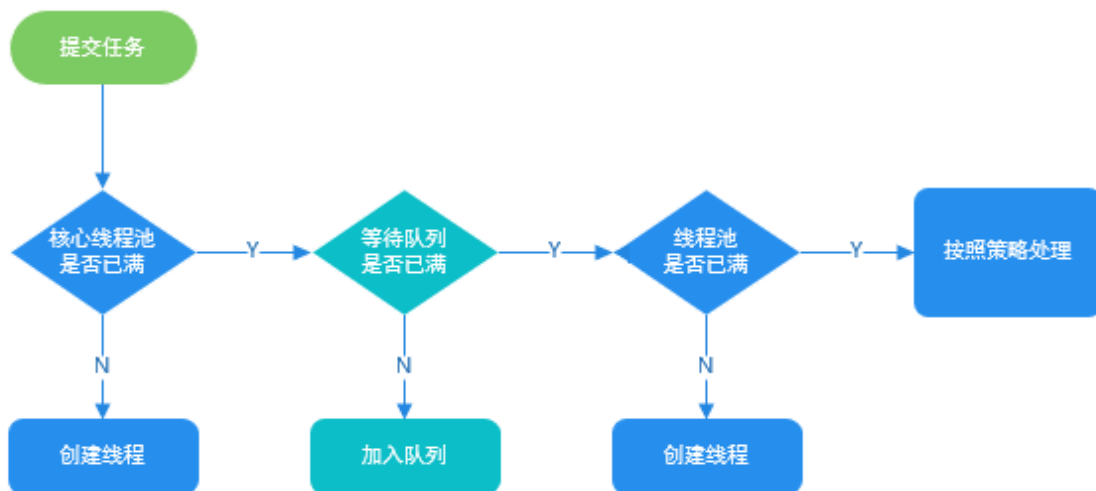 提交任务
核心线程池
是否已满
Y
等待队列
是否已满
Y
线程池
是否已满
Y
按照策略处理
N
N
N
创建线程
加入队列
创建线程